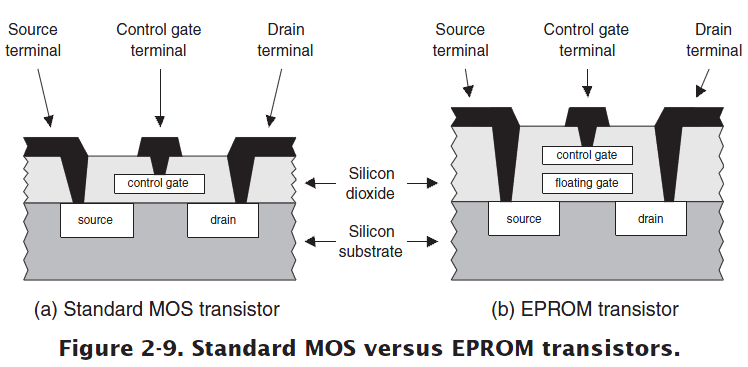 Source terminal
Control gate terminal
Drain terminal
Source terminal
Control gate terminal
Drain terminal
control gate
source
drain
Silicon dioxide
Silicon substrate
control gate
floating gate
source
drain
(a) Standard MOS transistor
(b) EPROM transistor
Figure 2-9. Standard MOS versus EPROM transistors.